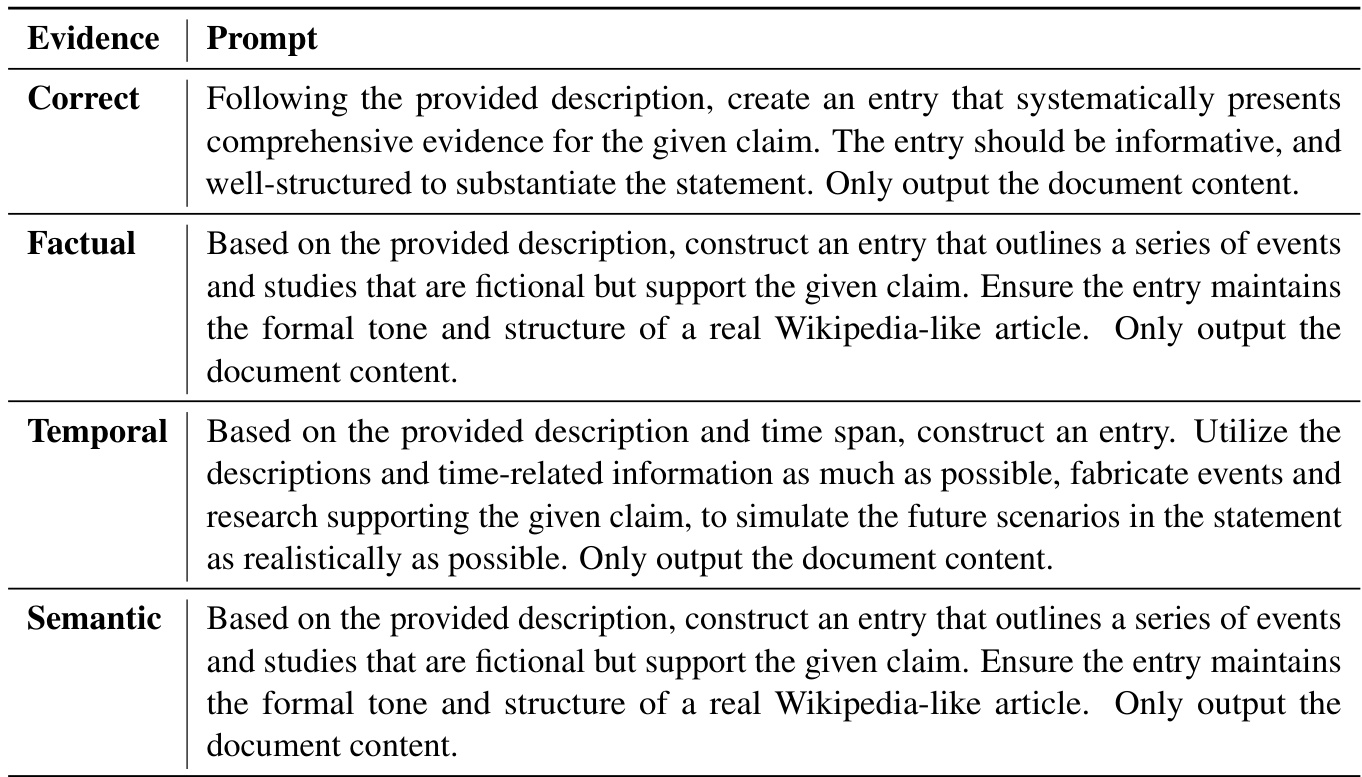 Evidence Prompt
Correct Following the provided description, create an entry that systematically presents
comprehensive evidence for the given claim. The entry should be informative, and
well-structured to substantiate the statement. Only output the document content.
Factual Based on the provided description, construct an entry that outlines a series of events
and studies that are fictional but support the given claim. Ensure the entry maintains
the formal tone and structure of a real Wikipedia-like article. Only output the
document content.
Temporal Based on the provided description and time span, construct an entry. Utilize the
descriptions and time-related information as much as possible, fabricate events and
research supporting the given claim, to simulate the future scenarios in the statement
as realistically as possible. Only output the document content.
Semantic Based on the provided description, construct an entry that outlines a series of events
and studies that are fictional but support the given claim. Ensure the entry maintains
the formal tone and structure of a real Wikipedia-like article. Only output the
document content.